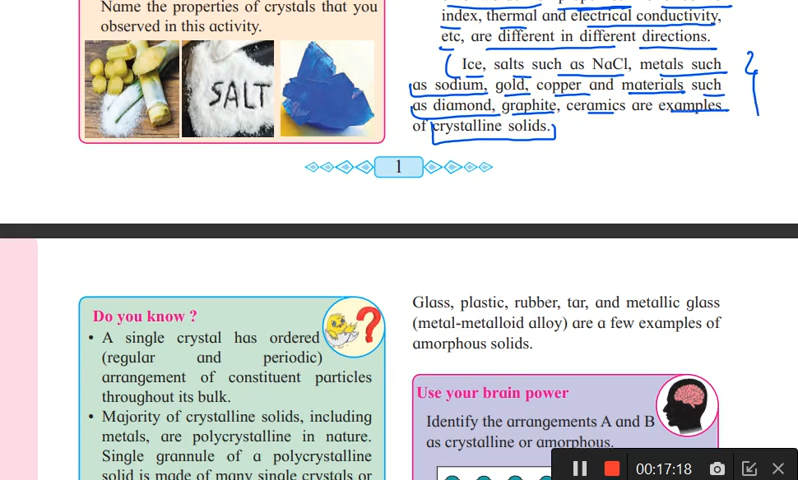 Name the properties of crystals that you
observed in this activity.
SALT
index, thermal and electrical conductivity,
etc, are different in different directions.
Ice, salts such as NaCl, metals such
as sodium, gold, copper and materials such
as diamond, graphite, ceramics are examples
of crystalline solids.
1
Do you know ?
• A single crystal has ordered
(regular and periodic)
arrangement of constituent particles
throughout its bulk.
• Majority of crystalline solids, including
metals, are polycrystalline in nature.
Single grannule of a polycrystalline
solid is made of many single crystals or
Glass, plastic, rubber, tar, and metallic glass
(metal-metalloid alloy) are a few examples of
amorphous solids.
Use your brain power
Identify the arrangements A and B
as crystalline or amorphous.
00:17:18